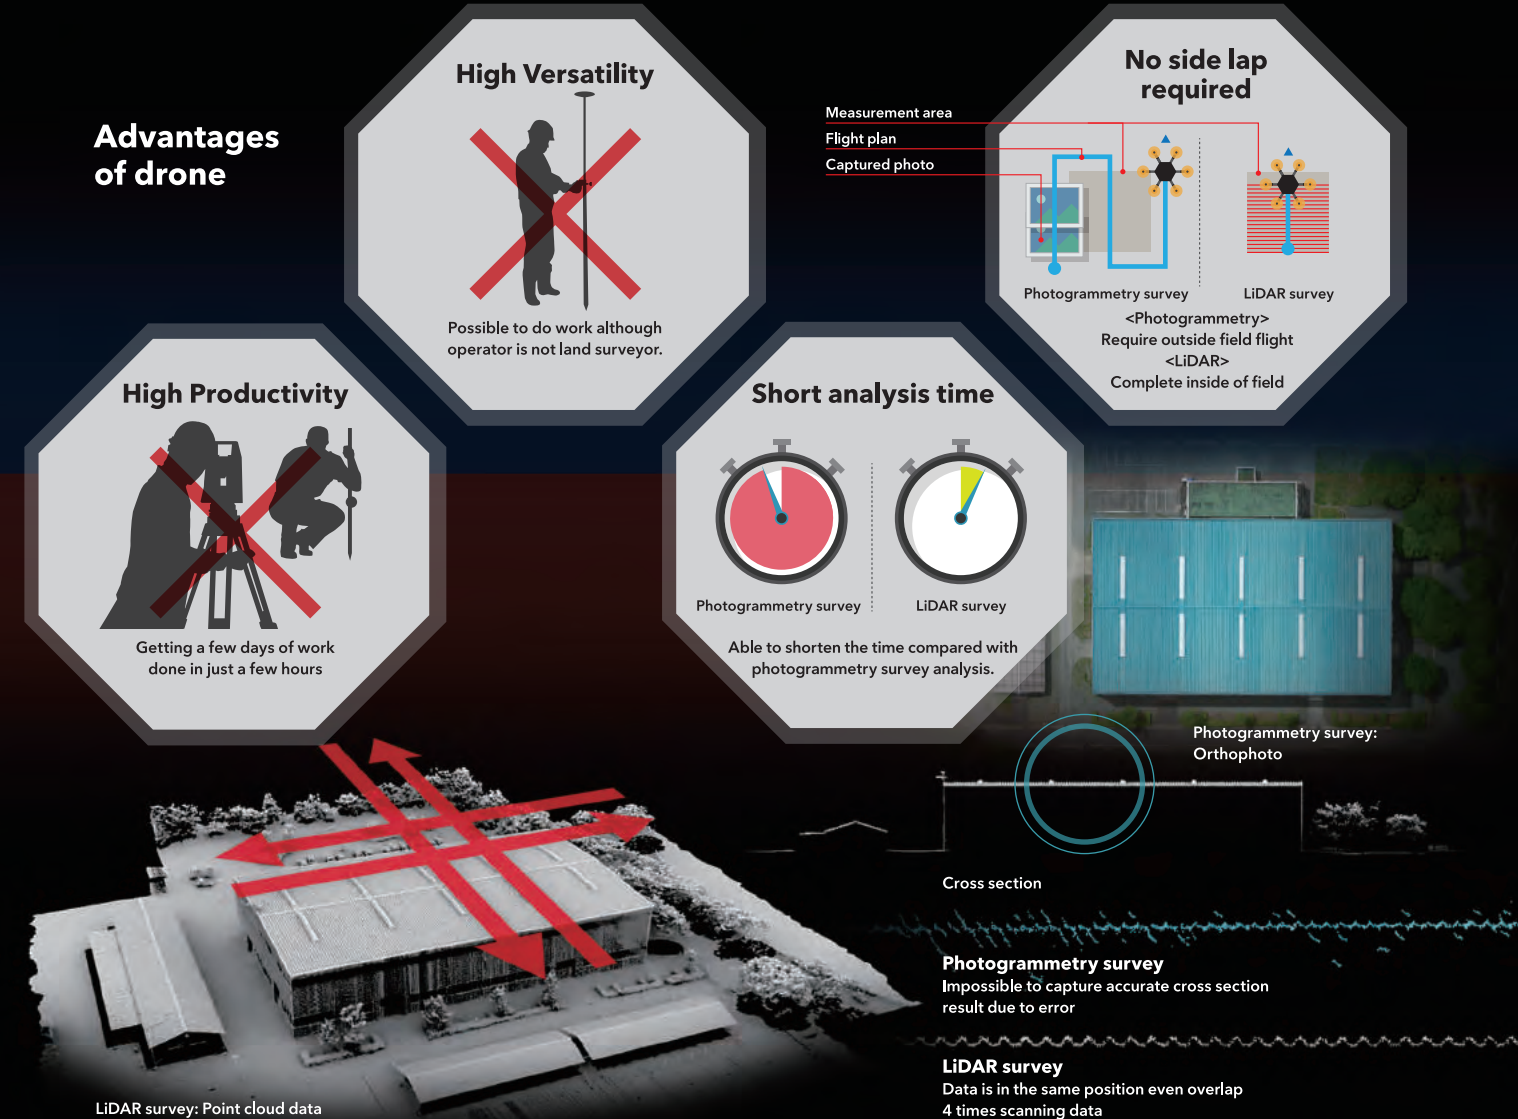 Advantages
of drone
High Versatility
Possible to do work although
operator is not land surveyor.
No side lap
required
Measurement area
Flight plan
Captured photo
Photogrammetry survey
LiDAR survey
<Photogrammetry>
Require outside field flight
<LiDAR>
Complete inside of field
High Productivity
Getting a few days of work
done in just a few hours
Short analysis time
Photogrammetry survey
LiDAR survey
Able to shorten the time compared with
photogrammetry survey analysis.
Photogrammetry survey:
Orthophoto
Cross section
Photogrammetry survey
Impossible to capture accurate cross section
result due to error
LiDAR survey
Data is in the same position even overlap
4 times scanning data
LiDAR survey: Point cloud data